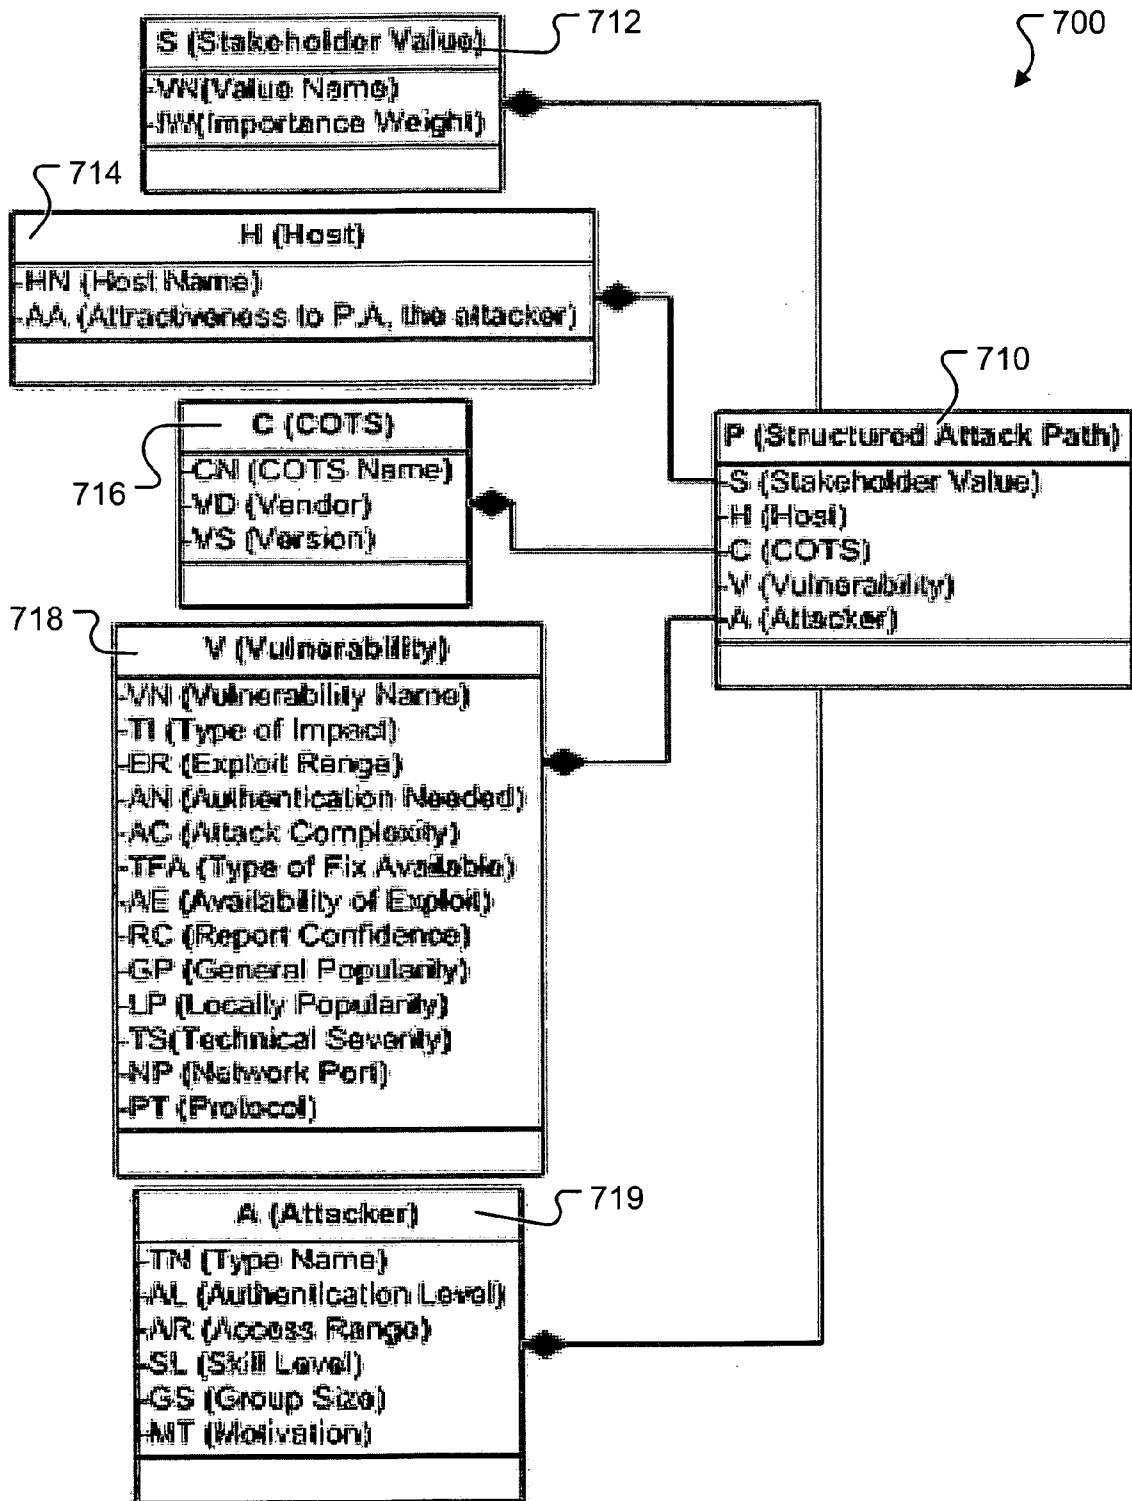 712
700
S (Stakeholder Value)
-VN(Value Name)
-IW(Importance Weight)
714
H (Host)
-HN (Host Name)
-AA (Attractiveness to P.A, the attacker)
710
P (Structured Attack Path)
-S (Stakeholder Value)
-H (Host)
-C (COTS)
-V (Vulnerability)
-A (Attacker)
716
C (COTS)
-CN (COTS Name)
-VD (Vendor)
-VS (Version)
718
V (Vulnerability)
-VN (Vulnerability Name)
-TI (Type of Impact)
-ER (Exploit Range)
-AN (Authentication Needed)
-AC (Attack Complexity)
-TFA (Type of Fix Available)
-AE (Availability of Exploit)
-RC (Report Confidence)
-GP (General Popularity)
-LP (Locally Popularity)
-TS(Technical Severity)
-NP (Network Port)
-PT (Protocol)
719
A (Attacker)
-TN (Type Name)
-AL (Authentication Level)
-AR (Access Range)
-SL (Skill Level)
-GS (Group Size)
-MT (Motivation)